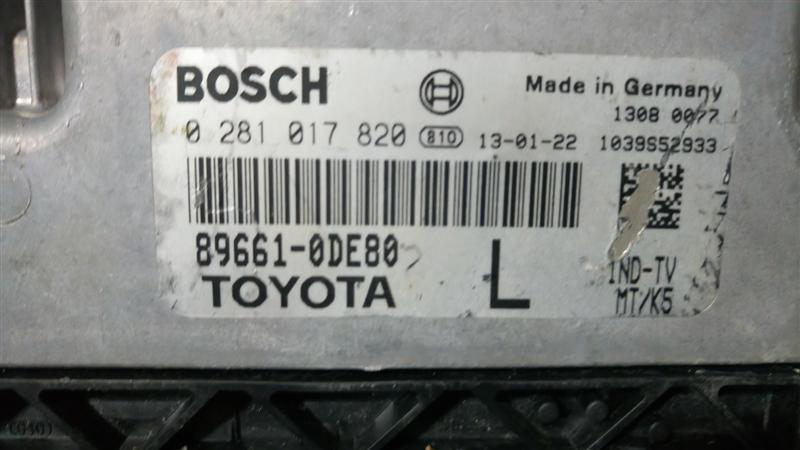 BOSCH
Made in Germany
1308 0077
0 281 017 820 810 13-01-22 1039S52933
89661-0DE80
TOYOTA
L
1ND-TV
MT/K5